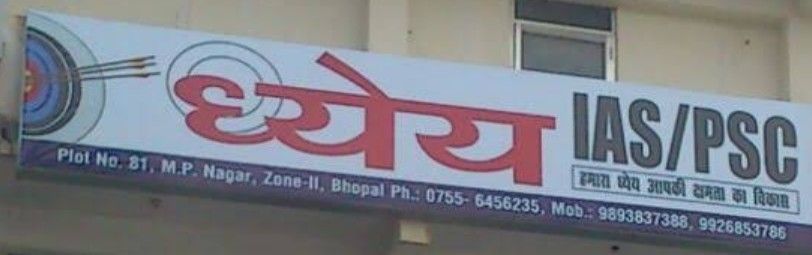 ध्येय IAS/PSC
हमारा ध्येय आपकी क्षमता का विकास
Plot No. 81, M.P. Nagar, Zone-II, Bhopal Ph.: 0755- 6456235, Mob.: 9893837388, 9926853786